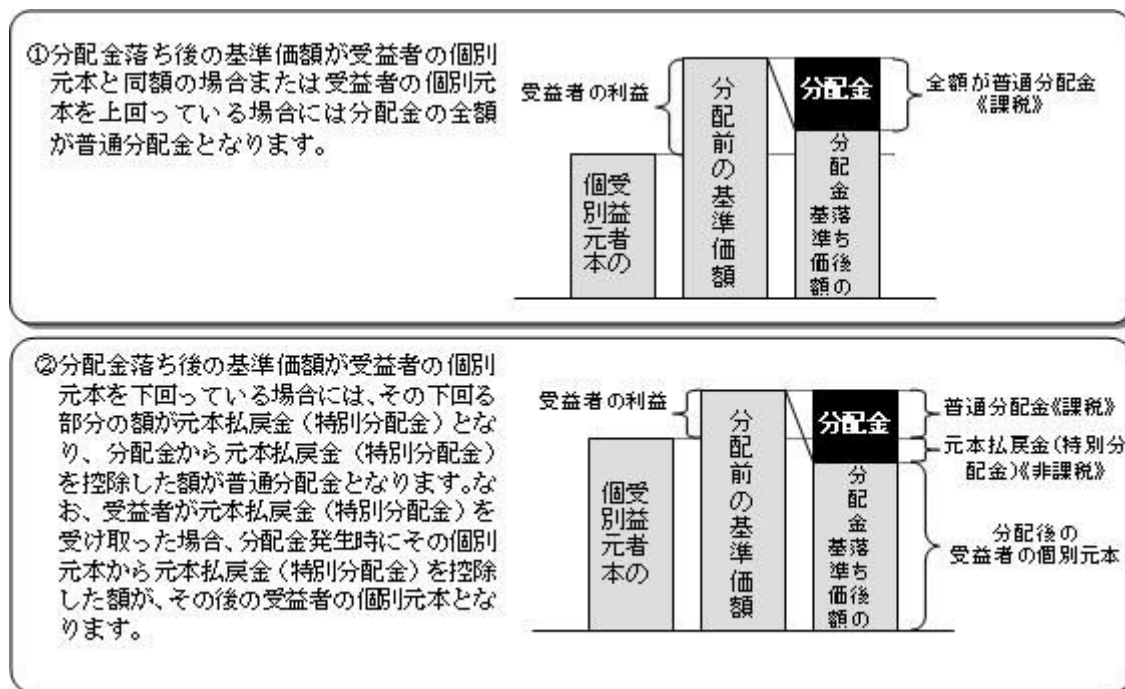 ①分配金落ち後の基準価額が受益者の個別
元本と同額の場合または受益者の個別元
本を上回っている場合には分配金の全額
が普通分配金となります。
受益者の利益
受益者の
個別元本
分配前の基準価額
分配金
分配金落ち後の
基準価額
全額が普通分配金
《課税》
②分配金落ち後の基準価額が受益者の個別
元本を下回っている場合には、その下回る
部分の額が元本払戻金（特別分配金）とな
り、分配金から元本払戻金（特別分配金）
を控除した額が普通分配金となります。な
お、受益者が元本払戻金（特別分配金）を
受け取った場合、分配金発生時にその個別
元本から元本払戻金（特別分配金）を控除
した額が、その後の受益者の個別元本とな
ります。
受益者の利益
受益者の
個別元本
分配前の基準価額
分配金
分配金落ち後の
基準価額
普通分配金《課税》
元本払戻金（特別分
配金）《非課税》
分配後の
受益者の個別元本